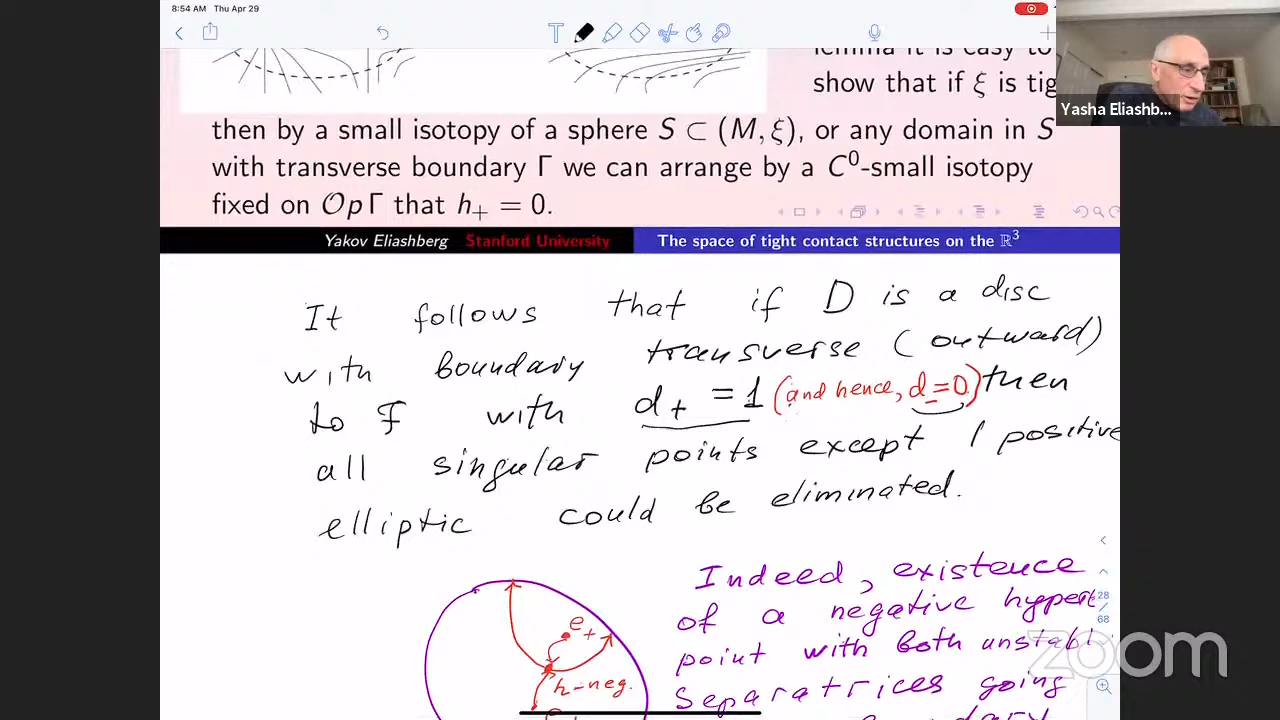 8:54 AM Thu Apr 29
lemma it is easy to
show that if ξ is tig
Yasha Eliashb...
then by a small isotopy of a sphere S ⊂ (M, ξ), or any domain in S
with transverse boundary Γ we can arrange by a C⁰-small isotopy
fixed on 𝒪p Γ that h₊ = 0.
Yakov Eliashberg Stanford University The space of tight contact structures on the ℝ³
It follows that if D is a disc
with boundary transverse (outward)
to F with d₊ = 1 (and hence, d₋ = 0) then
all singular points except 1 positive
elliptic could be eliminated.
Indeed, existence
of a negative hyper
point with both unstabl
separatrices going
e₊
h-neg.
28
/
68
zoom